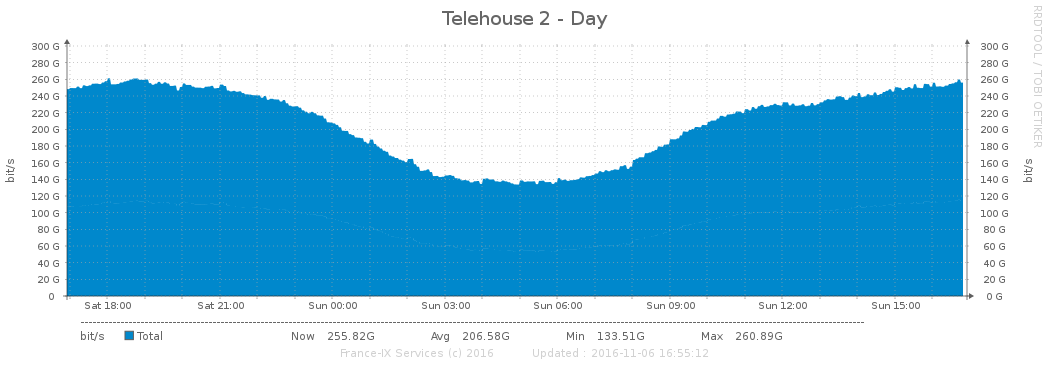 Telehouse 2 - Day
RRDTOOL / TOBI OETIKER
300 G 300 G
280 G 280 G
260 G 260 G
240 G 240 G
220 G 220 G
200 G 200 G
180 G 180 G
160 G 160 G
140 G 140 G
120 G 120 G
100 G 100 G
80 G 80 G
60 G 60 G
40 G 40 G
20 G 20 G
0 0 G
bit/s bit/s
Sat 18:00 Sat 21:00 Sun 00:00 Sun 03:00 Sun 06:00 Sun 09:00 Sun 12:00 Sun 15:00
bit/s Total Now 255.82G Avg 206.58G Min 133.51G Max 260.89G
France-IX Services (c) 2016 Updated : 2016-11-06 16:55:12